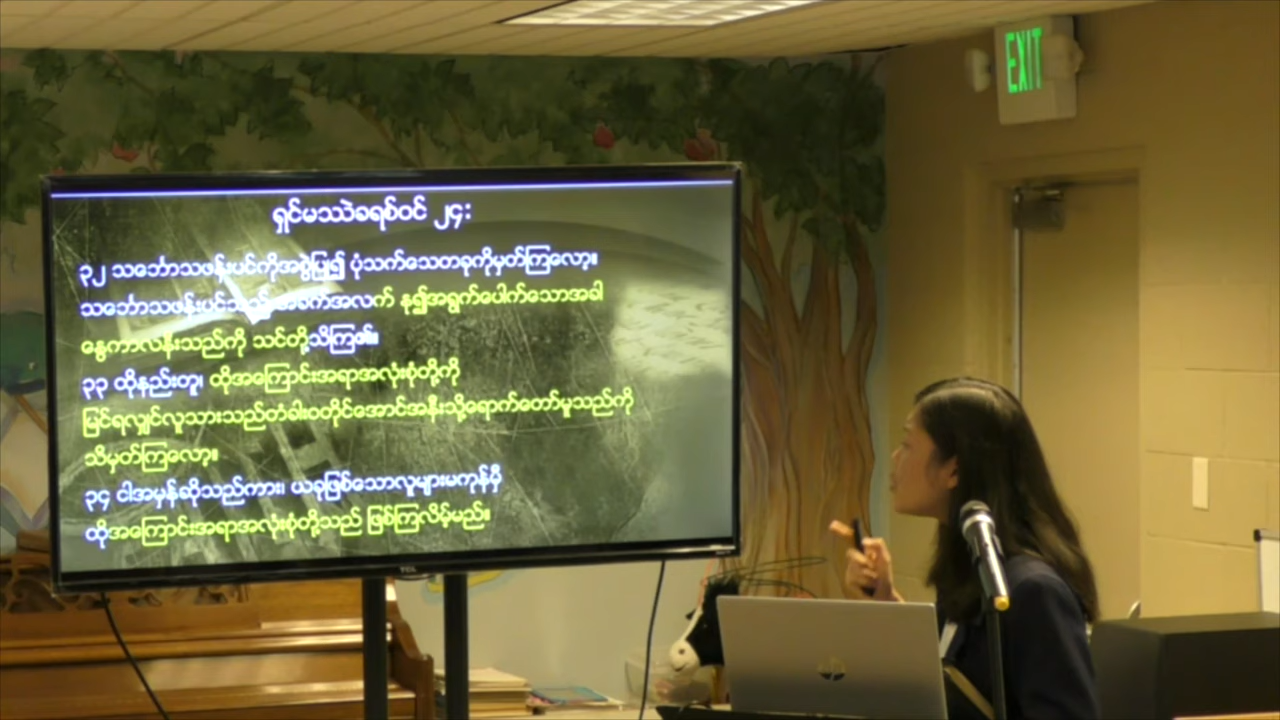 ရှင်မဿဲခရစ်ဝင် ၂၄း
EXIT
၃၂ သင်္ဘောသဖန်းပင်ကိုအစွဲပြု၍ ပုံသက်သေတခုကိုမှတ်ကြလော့။
သင်္ဘောသဖန်းပင်သည် အခက်အလက် နု၍အရွက်ပေါက်သောအခါ
နွေကာလနီးသည်ကို သင်တို့သိကြ၏။
၃၃ ထိုနည်းတူ၊ ထိုအကြောင်းအရာအလုံးစုံတို့ကို
မြင်ရလျှင်လူသားသည်တံခါးဝတိုင်အောင်အနီးသို့ရောက်တော်မူသည်ကို
သိမှတ်ကြလော့။
၃၄ ငါအမှန်ဆိုသည်ကား၊ ယခုဖြစ်သောလူများမကုန်မှီ
ထိုအကြောင်းအရာအလုံးစုံတို့သည် ဖြစ်ကြလိမ့်မည်။
TCL
hp